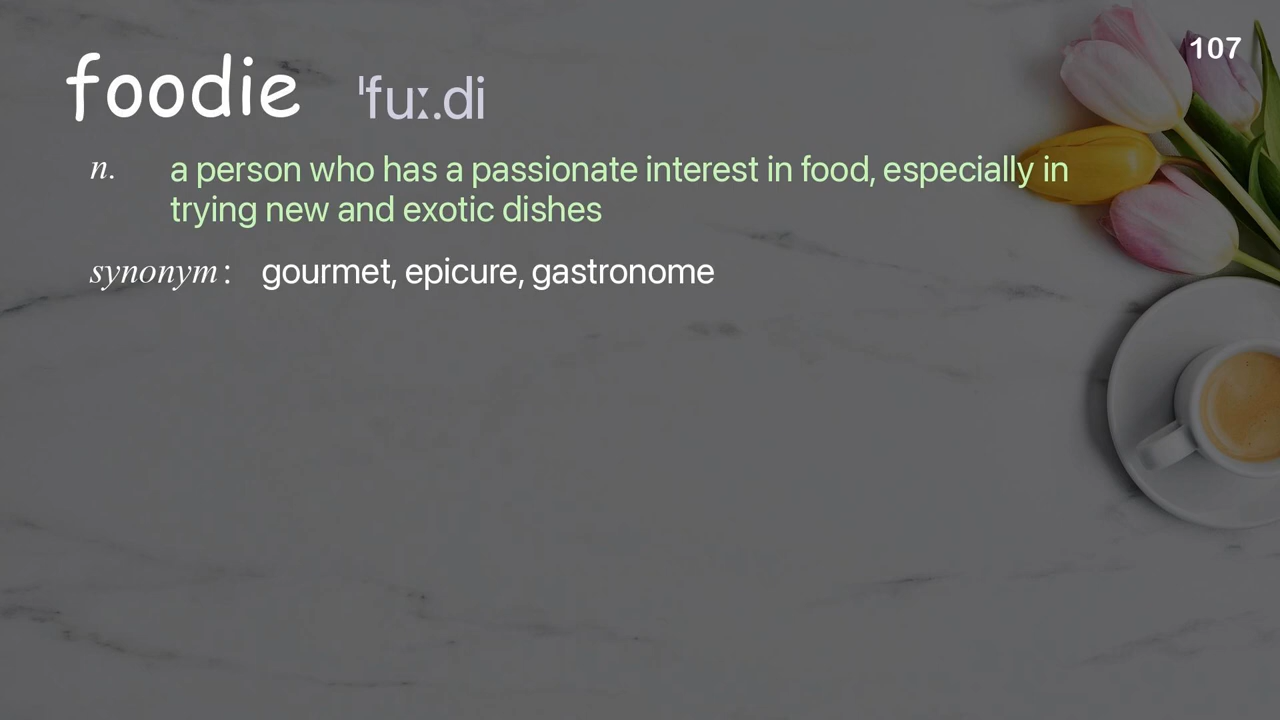 107
foodie ˈfuː.di
n. a person who has a passionate interest in food, especially in
trying new and exotic dishes
synonym: gourmet, epicure, gastronome